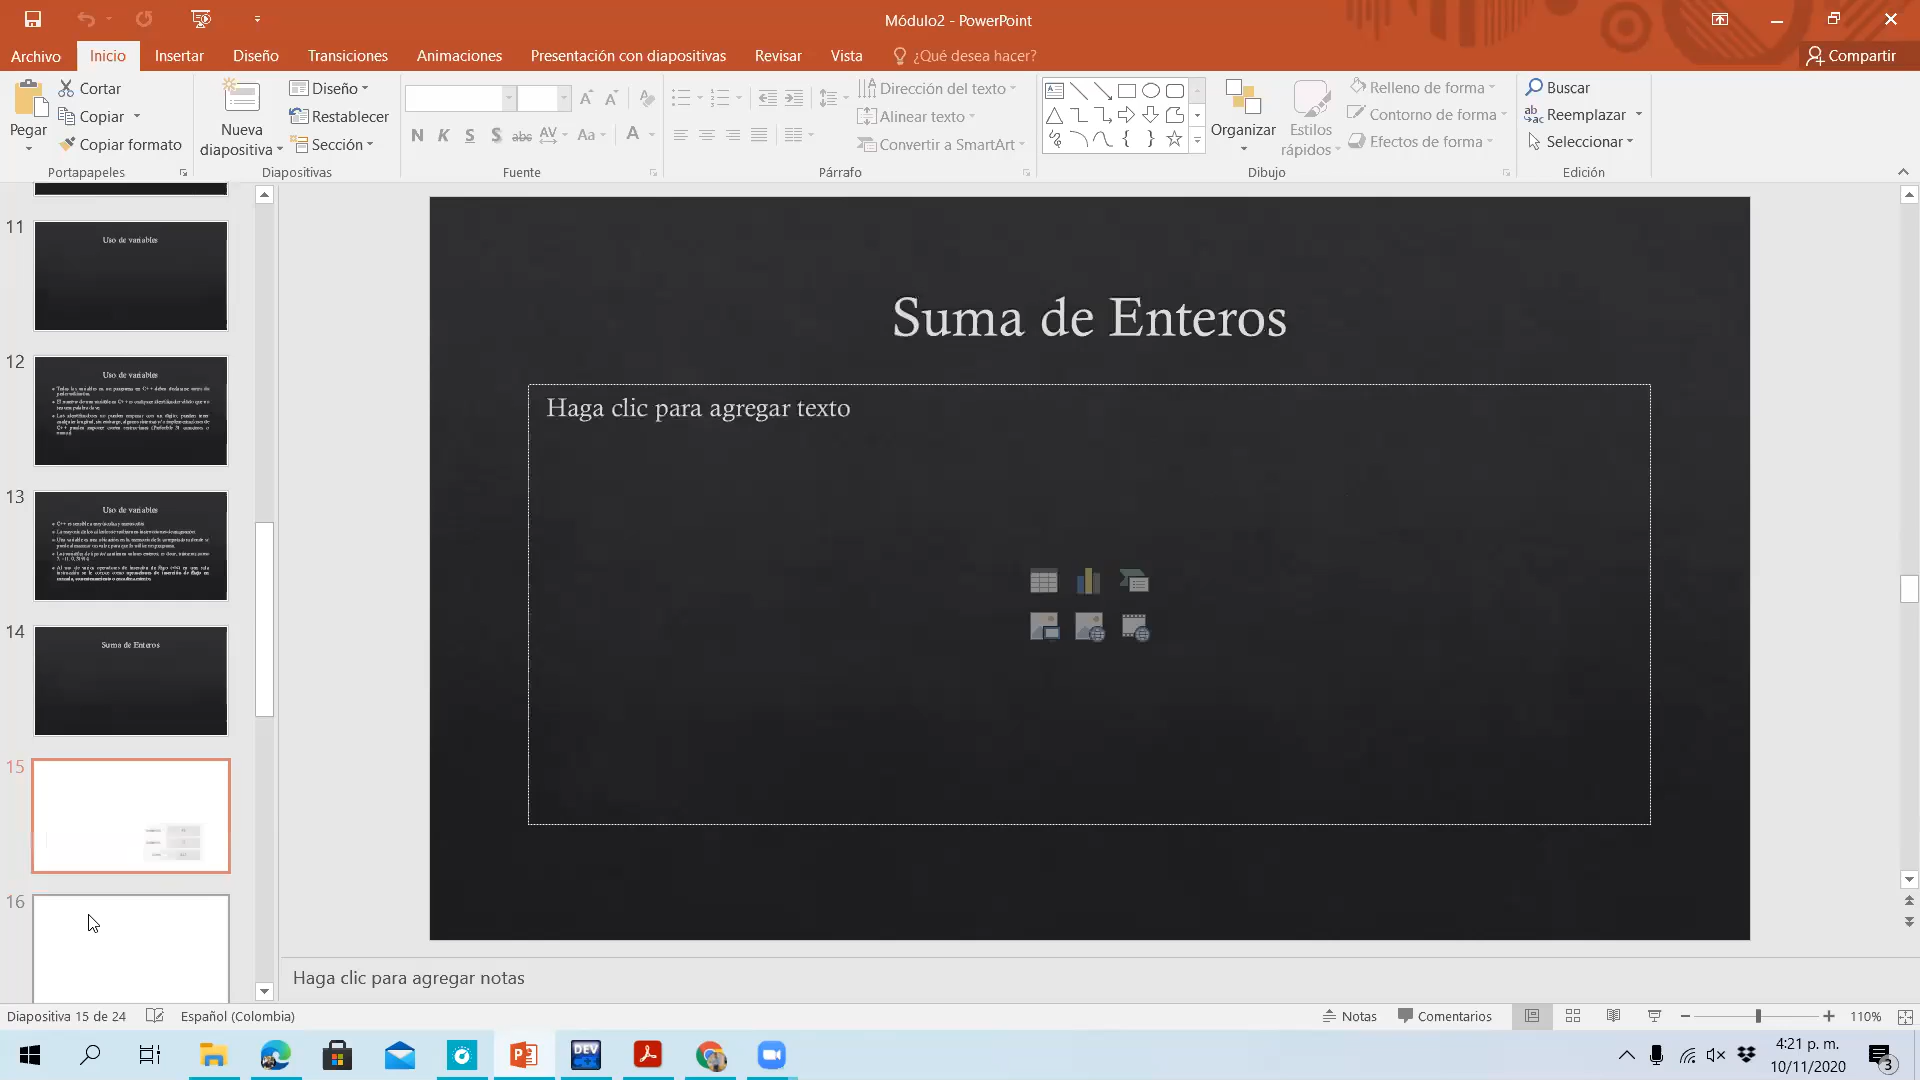 Módulo2 - PowerPoint
Archivo Inicio Insertar Diseño Transiciones Animaciones Presentación con diapositivas Revisar Vista ¿Qué desea hacer? Compartir
Pegar
Cortar
Copiar
Copiar formato
Portapapeles
Nueva
diapositiva
Diseño
Restablecer
Sección
Diapositivas
N K S S abc AV Aa A
Fuente
Dirección del texto
Alinear texto
Convertir a SmartArt
Párrafo
Organizar
Estilos
rápidos
Relleno de forma
Contorno de forma
Efectos de forma
Dibujo
Buscar
Reemplazar
Seleccionar
Edición
11
Uso de variables
12
Uso de variables
13
Uso de variables
14
Suma de Enteros
15
16
Suma de Enteros
Haga clic para agregar texto
Haga clic para agregar notas
Diapositiva 15 de 24 Español (Colombia) Notas Comentarios 110%
DEV
4:21 p. m.
10/11/2020
3